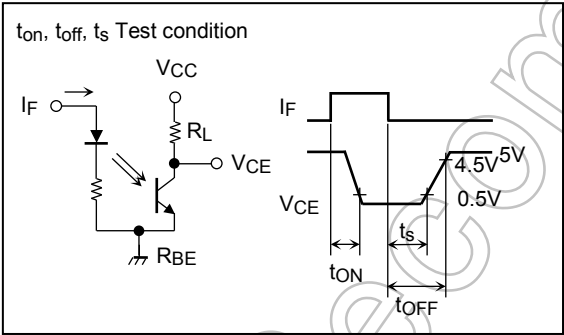 ton, toff, ts Test condition
VCC
IF
RL
VCE
RBE
IF
5V
4.5V
0.5V
VCE
ts
tON
tOFF